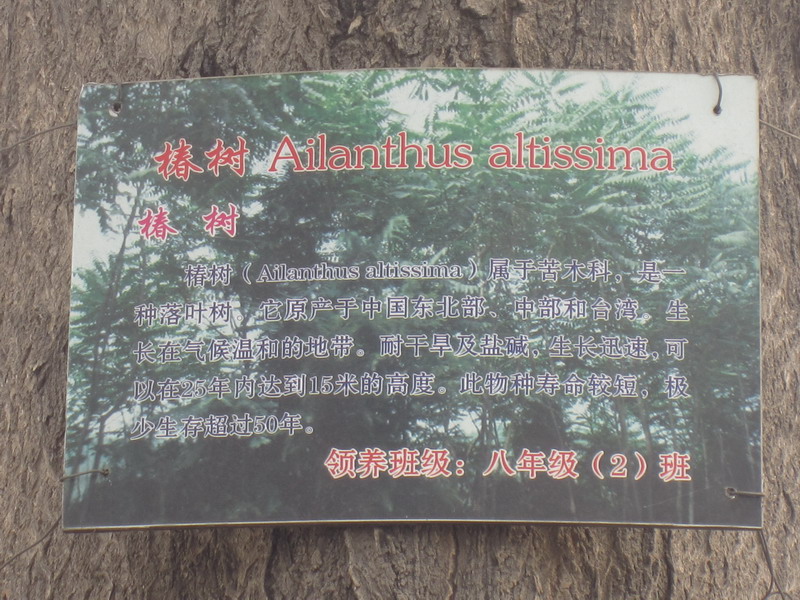 椿树 Ailanthus altissima
椿 树
椿树（Ailanthus altissima）属于苦木科，是一
种落叶树。它原产于中国东北部、中部和台湾。生
长在气候温和的地带。耐干旱及盐碱，生长迅速，可
以在25年内达到15米的高度。此物种寿命较短，极
少生存超过50年。
领养班级：八年级（2）班